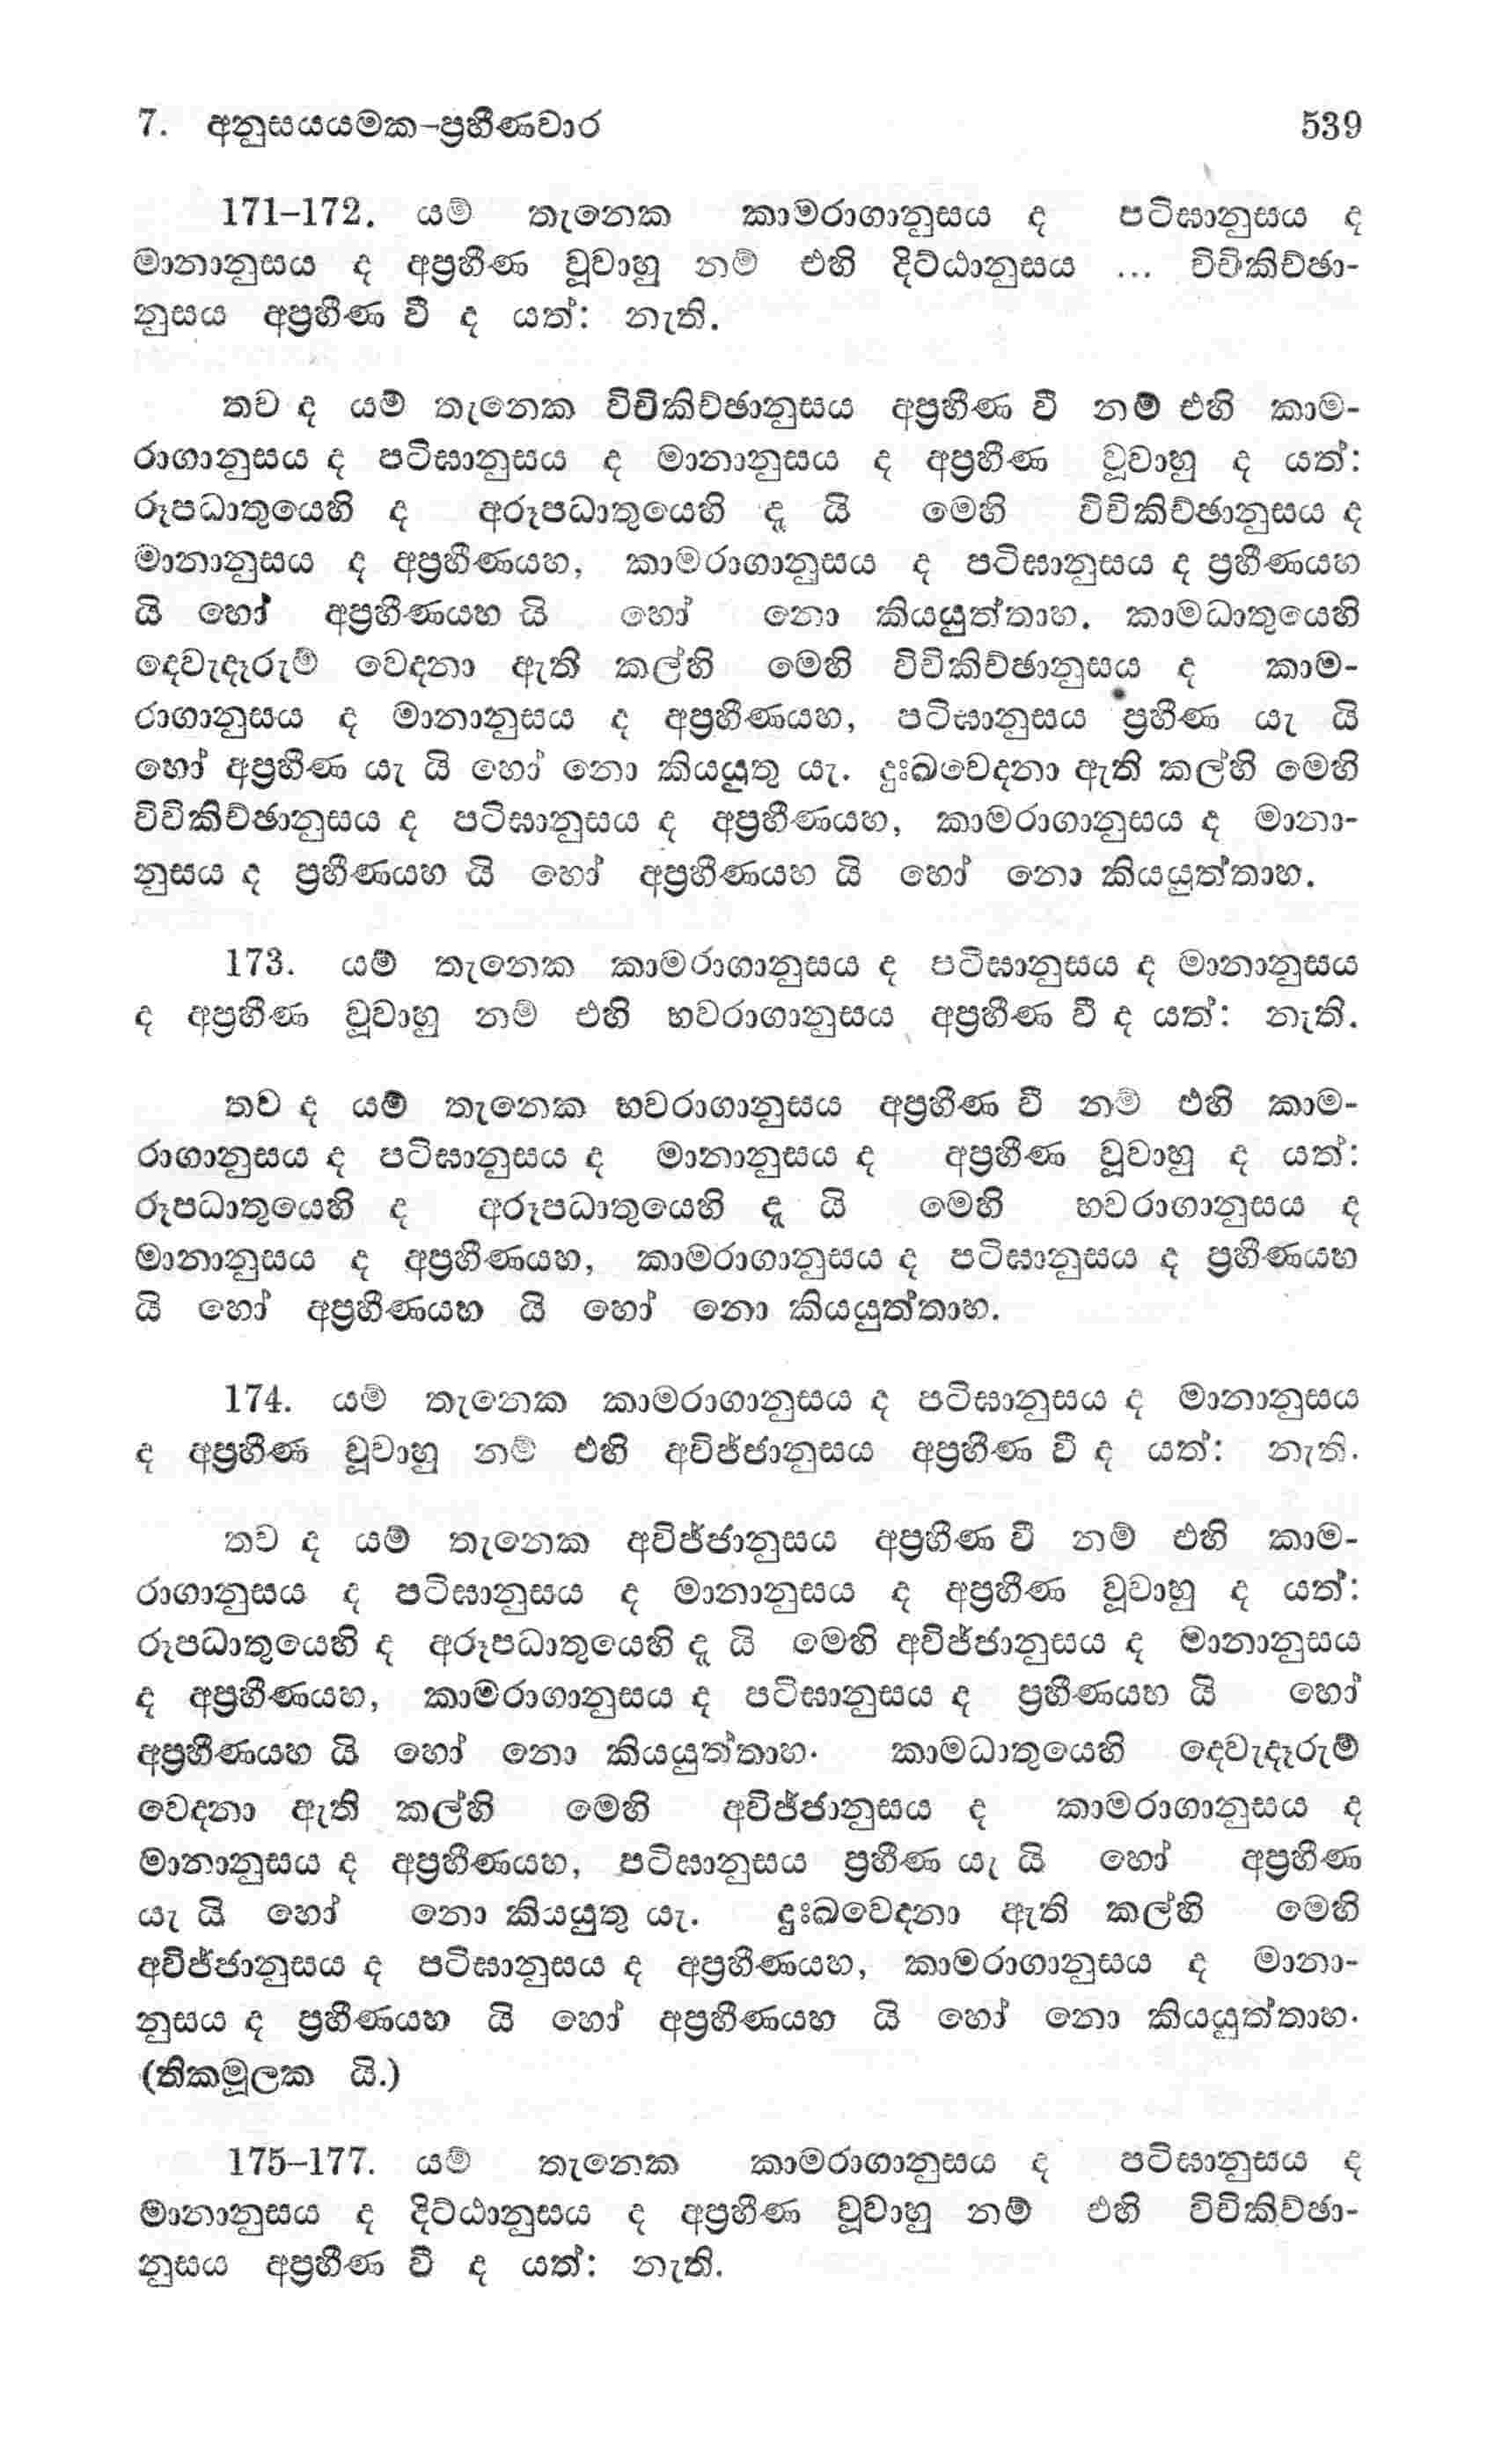 7. අනුසයයමක-ප්‍රහීණවාර 539
171-172. යම් තැනෙක කාමරාගානුසය ද පටිඝානුසය ද
මානානුසය ද අප්‍රහීණ වූවාහු නම් එහි දිට්ඨානුසය ... විචිකිච්ඡා-
නුසය අප්‍රහීණ වී ද යත්: නැති.
තව ද යම් තැනෙක විචිකිච්ඡානුසය අප්‍රහීණ වී නම් එහි කාම-
රාගානුසය ද පටිඝානුසය ද මානානුසය ද අප්‍රහීණ වූවාහු ද යත්:
රූපධාතුයෙහි ද අරූපධාතුයෙහි දැ යි මෙහි විචිකිච්ඡානුසය ද
මානානුසය ද අප්‍රහීණයහ, කාමරාගානුසය ද පටිඝානුසය ද ප්‍රහීණයහ
යි හෝ අප්‍රහීණයහ යි හෝ නො කියයුත්තාහ. කාමධාතුයෙහි
දෙවැදෑරුම් වෙදනා ඇති කල්හි මෙහි විචිකිච්ඡානුසය ද කාම-
රාගානුසය ද මානානුසය ද අප්‍රහීණයහ, පටිඝානුසය ප්‍රහීණ යැ යි
හෝ අප්‍රහීණ යැ යි හෝ නො කියයුතු යැ. දුඃඛවෙදනා ඇති කල්හි මෙහි
විචිකිච්ඡානුසය ද පටිඝානුසය ද අප්‍රහීණයහ, කාමරාගානුසය ද මානා-
නුසය ද ප්‍රහීණයහ යි හෝ අප්‍රහීණයහ යි හෝ නො කියයුත්තාහ.
173. යම් තැනෙක කාමරාගානුසය ද පටිඝානුසය ද මානානුසය
ද අප්‍රහීණ වූවාහු නම් එහි භවරාගානුසය අප්‍රහීණ වී ද යත්: නැති.
තව ද යම් තැනෙක භවරාගානුසය අප්‍රහීණ වී නම් එහි කාම-
රාගානුසය ද පටිඝානුසය ද මානානුසය ද අප්‍රහීණ වූවාහු ද යත්:
රූපධාතුයෙහි ද අරූපධාතුයෙහි දැ යි මෙහි භවරාගානුසය ද
මානානුසය ද අප්‍රහීණයහ, කාමරාගානුසය ද පටිඝානුසය ද ප්‍රහීණයහ
යි හෝ අප්‍රහීණයහ යි හෝ නො කියයුත්තාහ.
174. යම් තැනෙක කාමරාගානුසය ද පටිඝානුසය ද මානානුසය
ද අප්‍රහීණ වූවාහු නම් එහි අවිජ්ජානුසය අප්‍රහීණ වී ද යත්: නැති.
තව ද යම් තැනෙක අවිජ්ජානුසය අප්‍රහීණ වී නම් එහි කාම-
රාගානුසය ද පටිඝානුසය ද මානානුසය ද අප්‍රහීණ වූවාහු ද යත්:
රූපධාතුයෙහි ද අරූපධාතුයෙහි දැ යි මෙහි අවිජ්ජානුසය ද මානානුසය
ද අප්‍රහීණයහ, කාමරාගානුසය ද පටිඝානුසය ද ප්‍රහීණයහ යි හෝ
අප්‍රහීණයහ යි හෝ නො කියයුත්තාහ. කාමධාතුයෙහි දෙවැදෑරුම්
වෙදනා ඇති කල්හි මෙහි අවිජ්ජානුසය ද කාමරාගානුසය ද
මානානුසය ද අප්‍රහීණයහ, පටිඝානුසය ප්‍රහීණ යැ යි හෝ අප්‍රහීණ
යැ යි හෝ නො කියයුතු යැ. දුඃඛවෙදනා ඇති කල්හි මෙහි
අවිජ්ජානුසය ද පටිඝානුසය ද අප්‍රහීණයහ, කාමරාගානුසය ද මානා-
නුසය ද ප්‍රහීණයහ යි හෝ අප්‍රහීණයහ යි හෝ නො කියයුත්තාහ.
(තිකමූලක යි.)
175-177. යම් තැනෙක කාමරාගානුසය ද පටිඝානුසය ද
මානානුසය ද දිට්ඨානුසය ද අප්‍රහීණ වූවාහු නම් එහි විචිකිච්ඡා-
නුසය අප්‍රහීණ වී ද යත්: නැති.